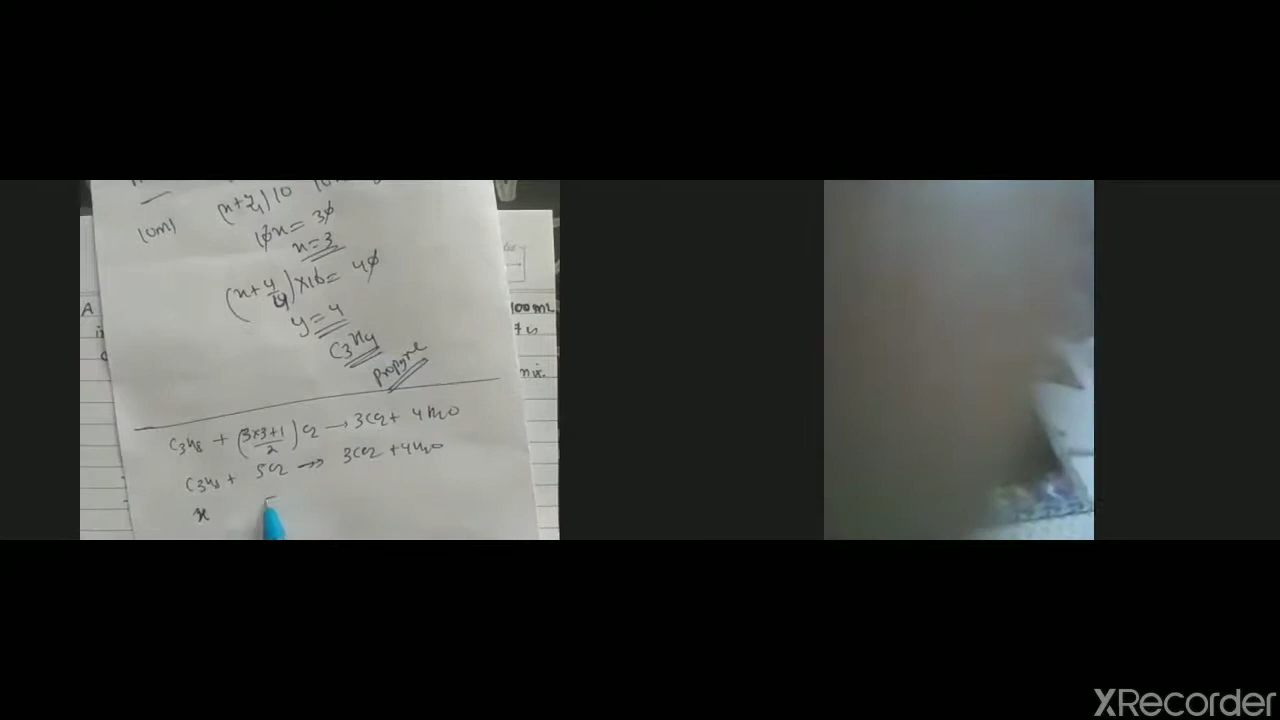 10ml (x+y/4)10
10x = 30
x=3
(x+y/4)×10= 40
y=4
C3H4
propyne
C3H8 + (3×3+1/2) O2 → 3CO2+ 4H2O
C3H8 + 5O2 → 3CO2 +4H2O
x
A
100mL
XRecorder